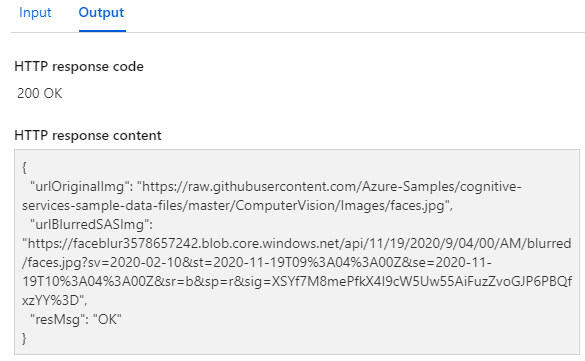 Input Output
HTTP response code
200 OK
HTTP response content
{
"urlOriginalImg": "https://raw.githubusercontent.com/Azure-Samples/cognitive-
services-sample-data-files/master/ComputerVision/Images/faces.jpg",
"urlBlurredSASImg":
"https://faceblur3578657242.blob.core.windows.net/api/11/19/2020/9/04/00/AM/blurred
/faces.jpg?sv=2020-02-10&st=2020-11-19T09%3A04%3A00Z&se=2020-11-
19T10%3A04%3A00Z&sr=b&sp=r&sig=XSYf7M8mePfkX4I9cW5Uw55AiFuzZvoGJP6PBQf
xzYY%3D",
"resMsg": "OK"
}